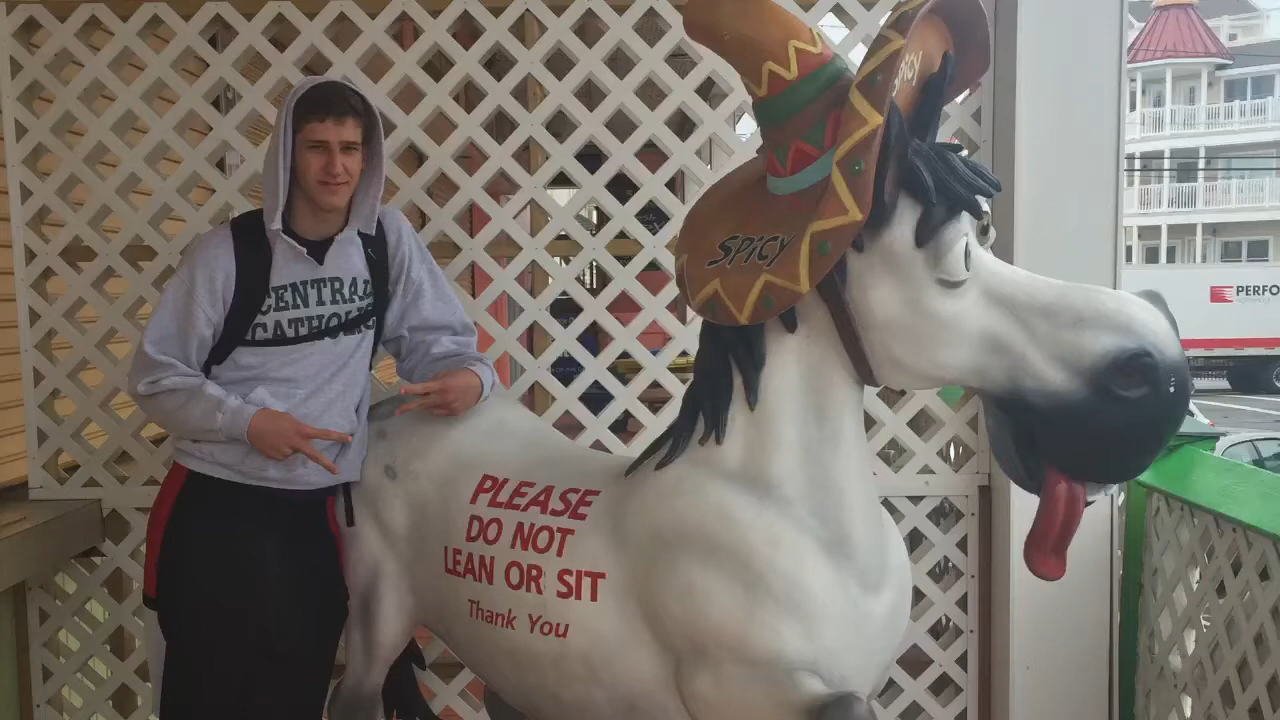 SPICY
SPICY
CENTRAL
CATHOLIC
PLEASE
DO NOT
LEAN OR SIT
Thank You
PERFO